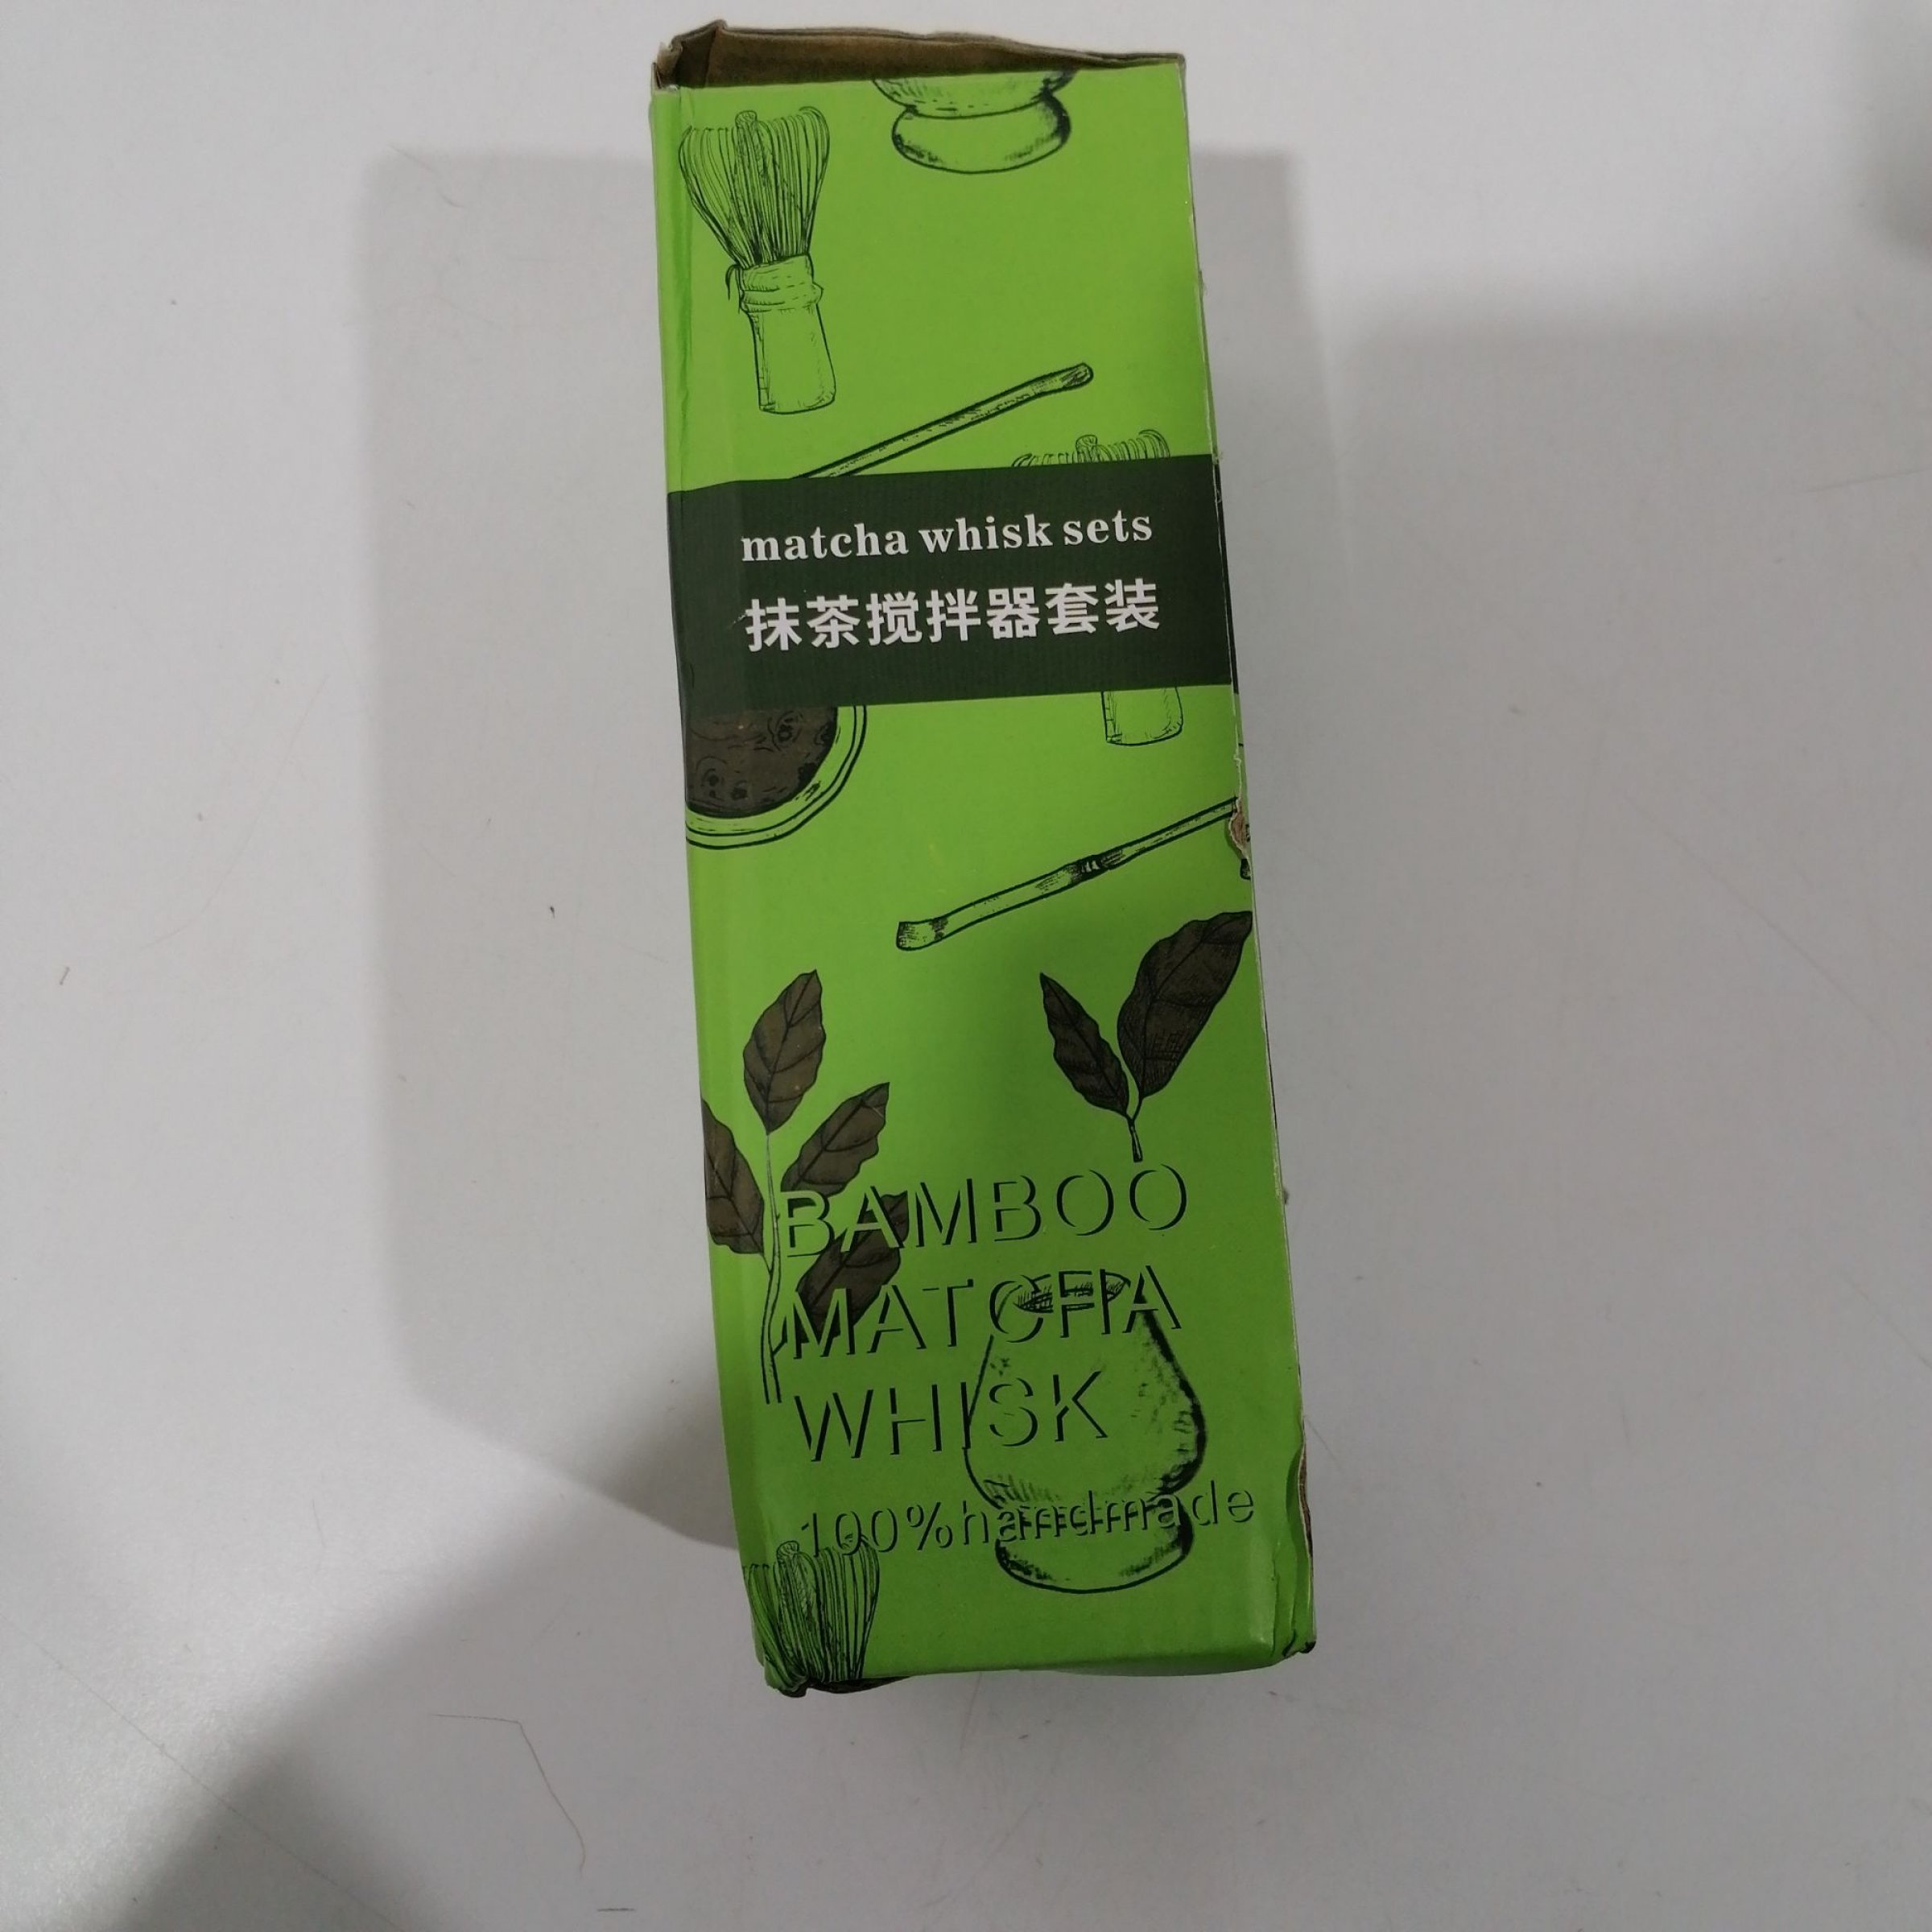 matcha whisk sets
抹茶搅拌器套装
BAMBOO
MATCHA
WHISK
100%handmade